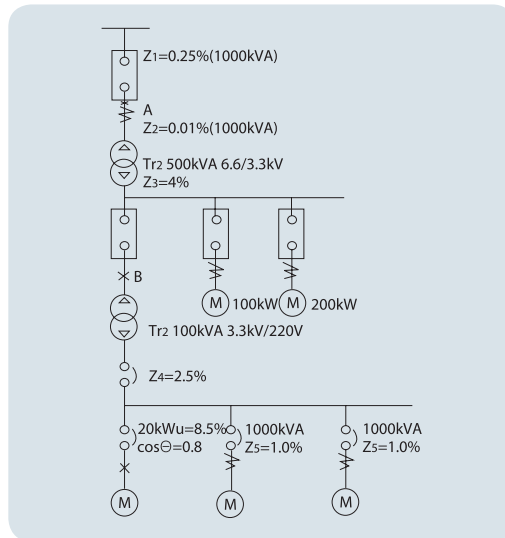 Z1=0.25%(1000kVA)
A
Z2=0.01%(1000kVA)
Tr2 500kVA 6.6/3.3kV
Z3=4%
B
M 100kW M 200kW
Tr2 100kVA 3.3kV/220V
Z4=2.5%
20kWu=8.5% 1000kVA 1000kVA
cosΘ=0.8 Z5=1.0% Z5=1.0%
M M M